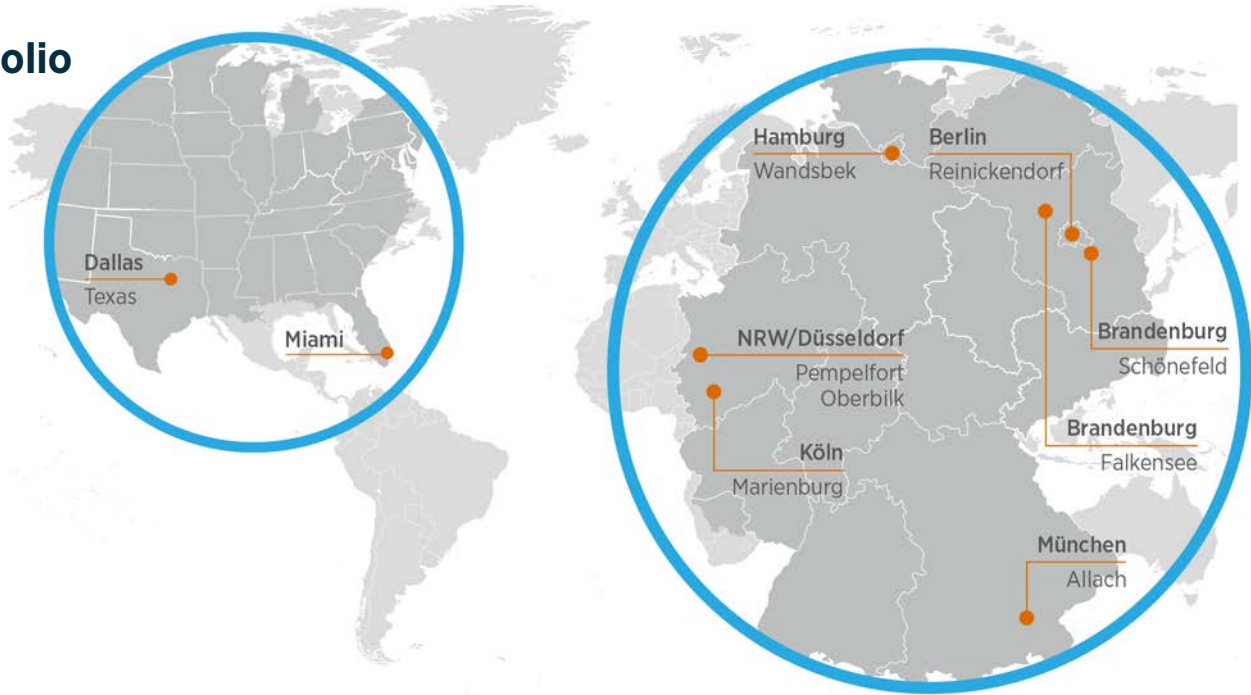 olio
Dallas
Texas
Miami
Hamburg
Wandsbek
Berlin
Reinickendorf
NRW/Düsseldorf
Pempelfort
Oberbilk
Köln
Marienburg
Brandenburg
Schönefeld
Brandenburg
Falkensee
München
Allach